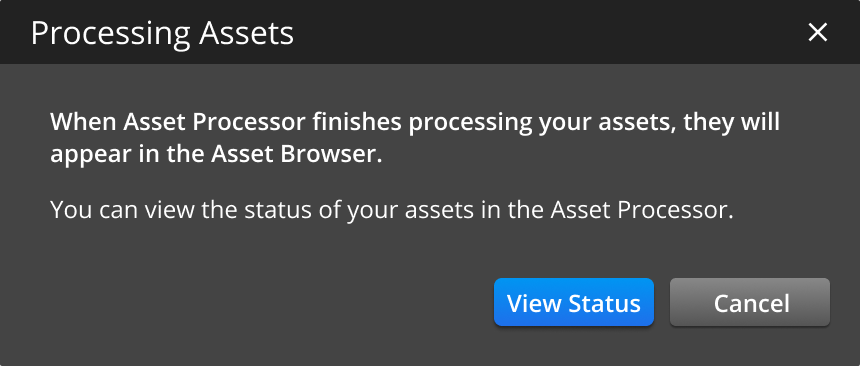 Processing Assets
When Asset Processor finishes processing your assets, they will
appear in the Asset Browser.
You can view the status of your assets in the Asset Processor.
View Status
Cancel